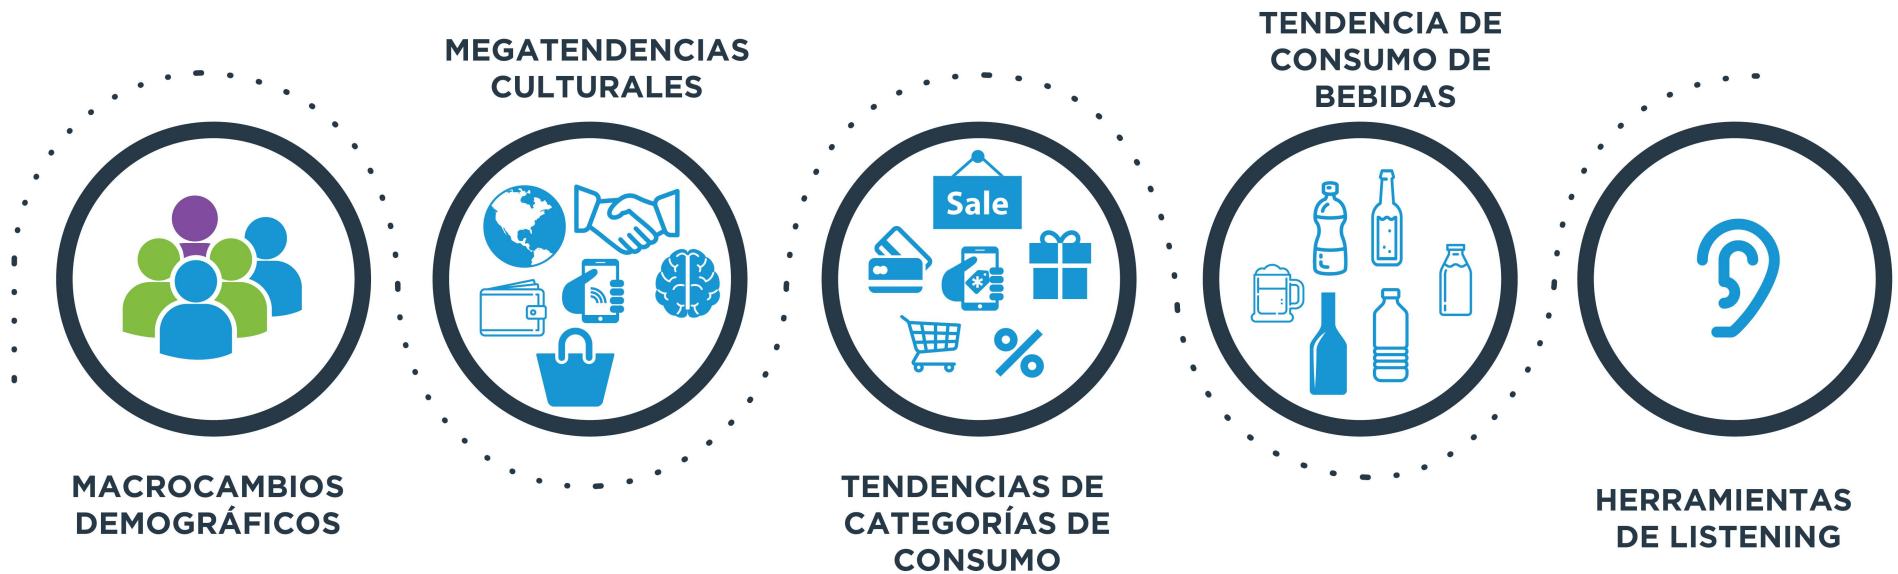 MACROCAMBIOS
DEMOGRÁFICOS
MEGATENDENCIAS
CULTURALES
Sale
TENDENCIAS DE
CATEGORÍAS DE
CONSUMO
TENDENCIA DE
CONSUMO DE
BEBIDAS
HERRAMIENTAS
DE LISTENING